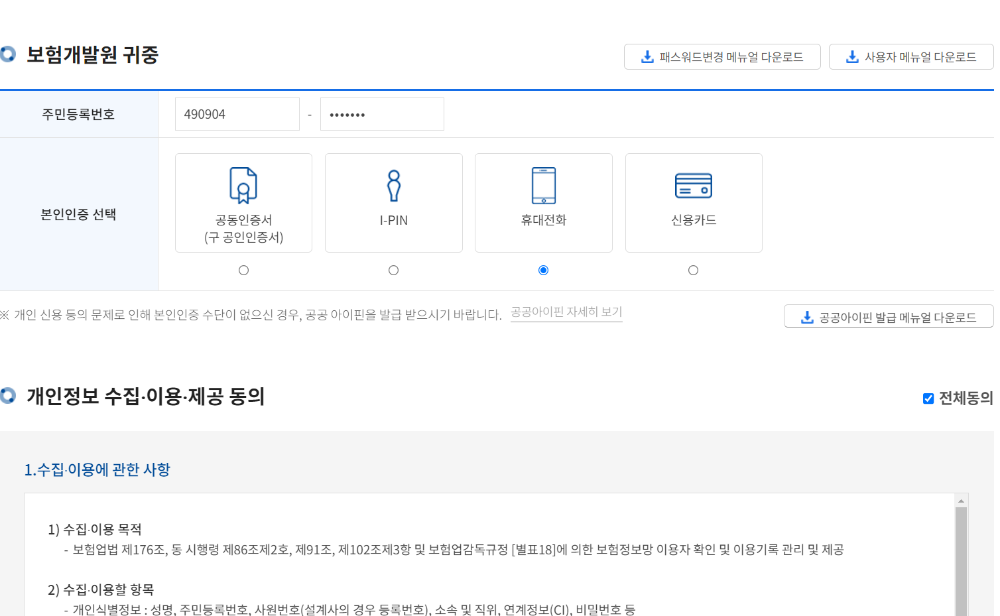 보험개발원 귀중
패스워드변경 메뉴얼 다운로드
사용자 메뉴얼 다운로드
주민등록번호
490904
-
•••••••
본인인증 선택
공동인증서
(구 공인인증서)
I-PIN
휴대전화
신용카드
※ 개인 신용 등의 문제로 인해 본인인증 수단이 없으신 경우, 공공 아이핀을 발급 받으시기 바랍니다.
공공아이핀 자세히 보기
공공아이핀 발급 메뉴얼 다운로드
개인정보 수집·이용·제공 동의
전체동의
1.수집·이용에 관한 사항
1) 수집·이용 목적
- 보험업법 제176조, 동 시행령 제86조제2호, 제91조, 제102조제3항 및 보험업감독규정 [별표18]에 의한 보험정보망 이용자 확인 및 이용기록 관리 및 제공
2) 수집·이용할 항목
- 개인식별정보 : 성명, 주민등록번호, 사원번호(설계사의 경우 등록번호), 소속 및 직위, 연계정보(CI), 비밀번호 등